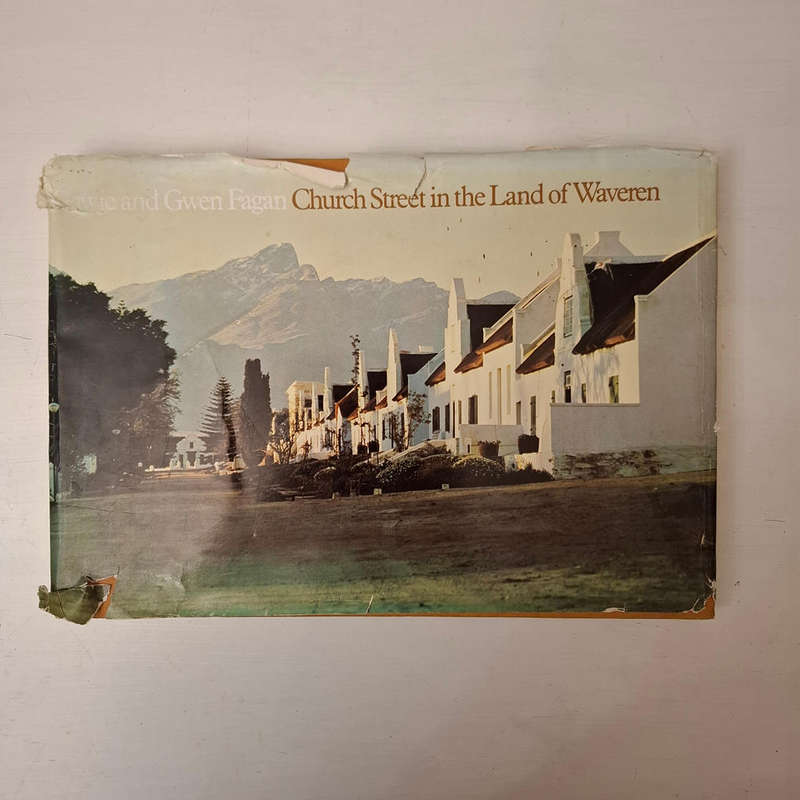 and Gwen Fagan Church Street in the Land of Waveren